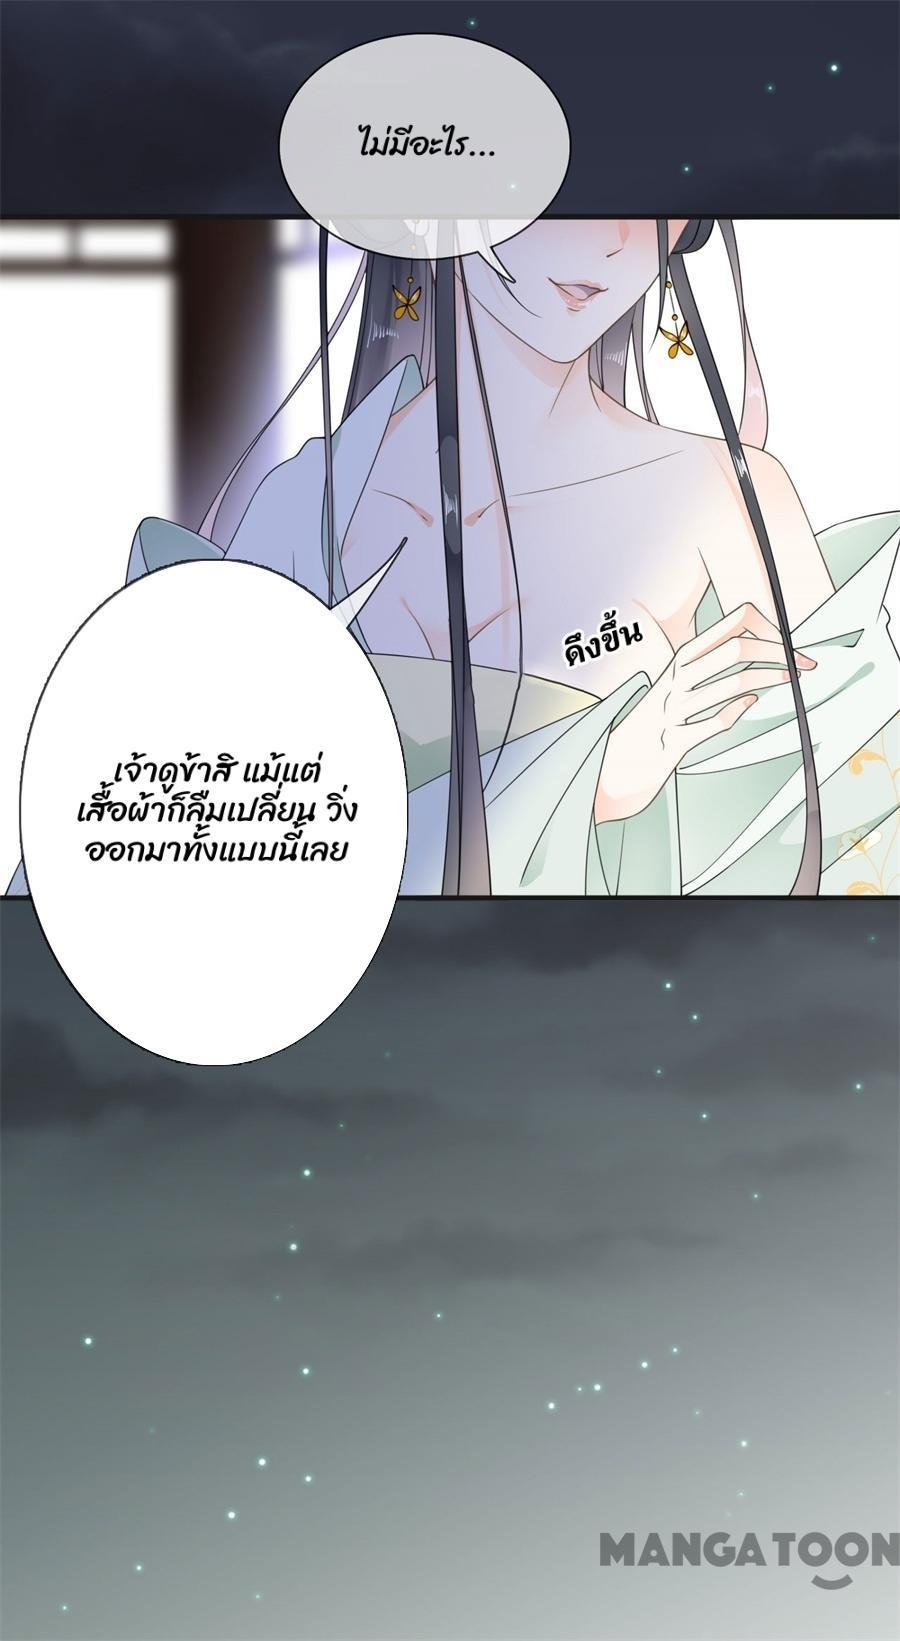 ไม่มีอะไร...
ดึงขึ้น
เจ้าดูข้าสิ แม้แต่
เสื้อผ้าก็ลืมเปลี่ยน วิ่ง
ออกมาทั้งแบบนี้เลย
MANGATOON